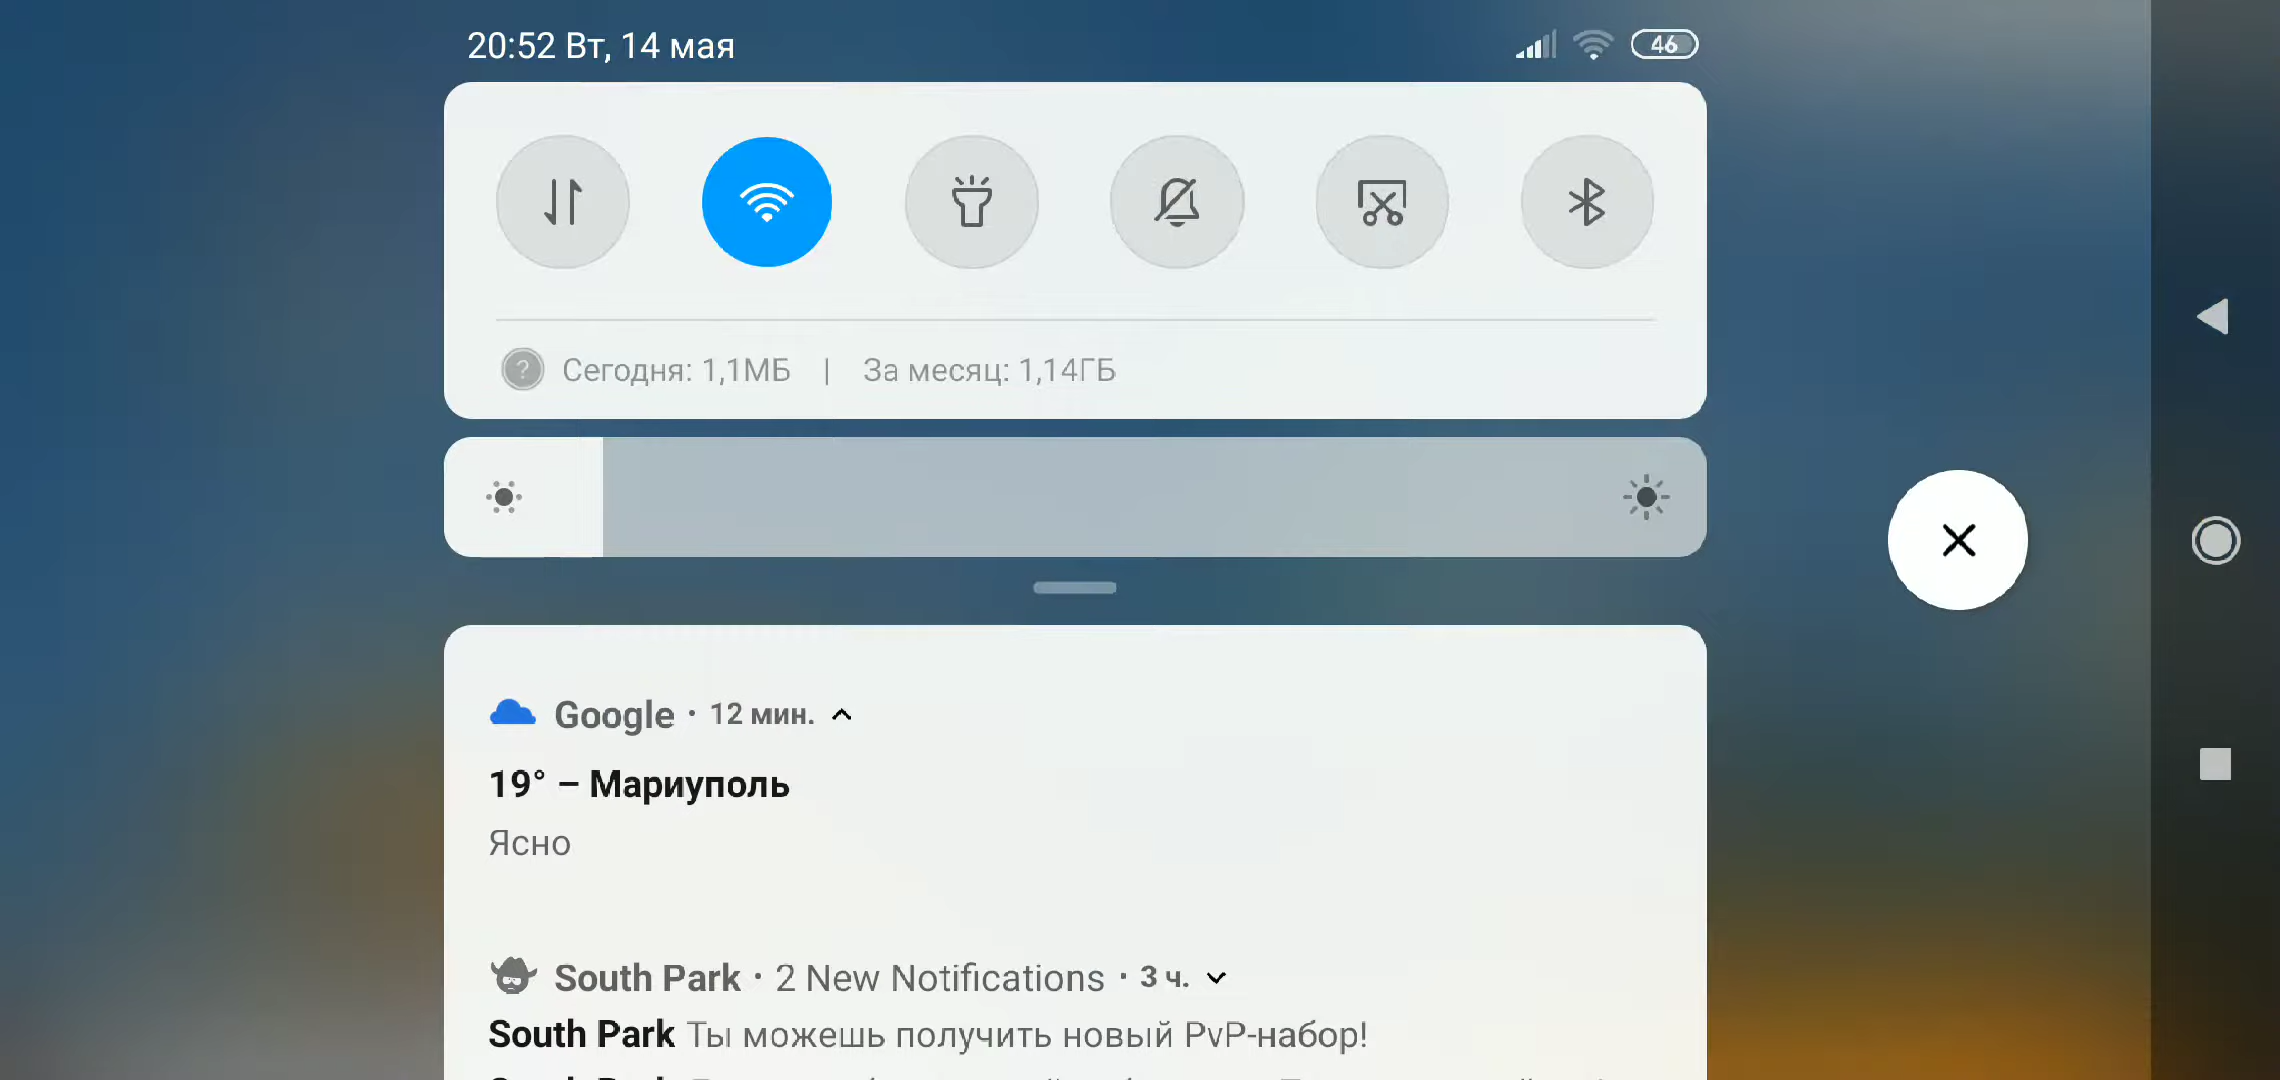 20:52 Вт, 14 мая
46
? Сегодня: 1,1МБ | За месяц: 1,14ГБ
Google · 12 мин.
19° – Мариуполь
Ясно
South Park · 2 New Notifications · 3 ч.
South Park Ты можешь получить новый PvP-набор!